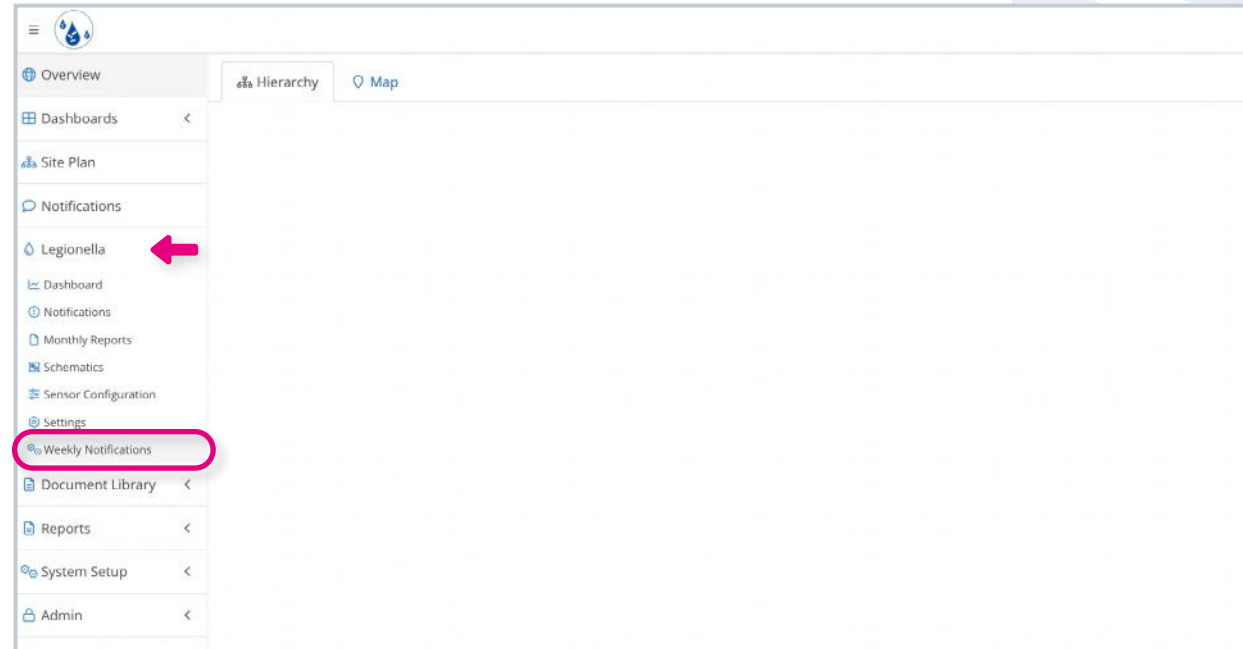 Overview
Hierarchy
Map
Dashboards
Site Plan
Notifications
Legionella
Dashboard
Notifications
Monthly Reports
Schematics
Sensor Configuration
Settings
Weekly Notifications
Document Library
Reports
System Setup
Admin